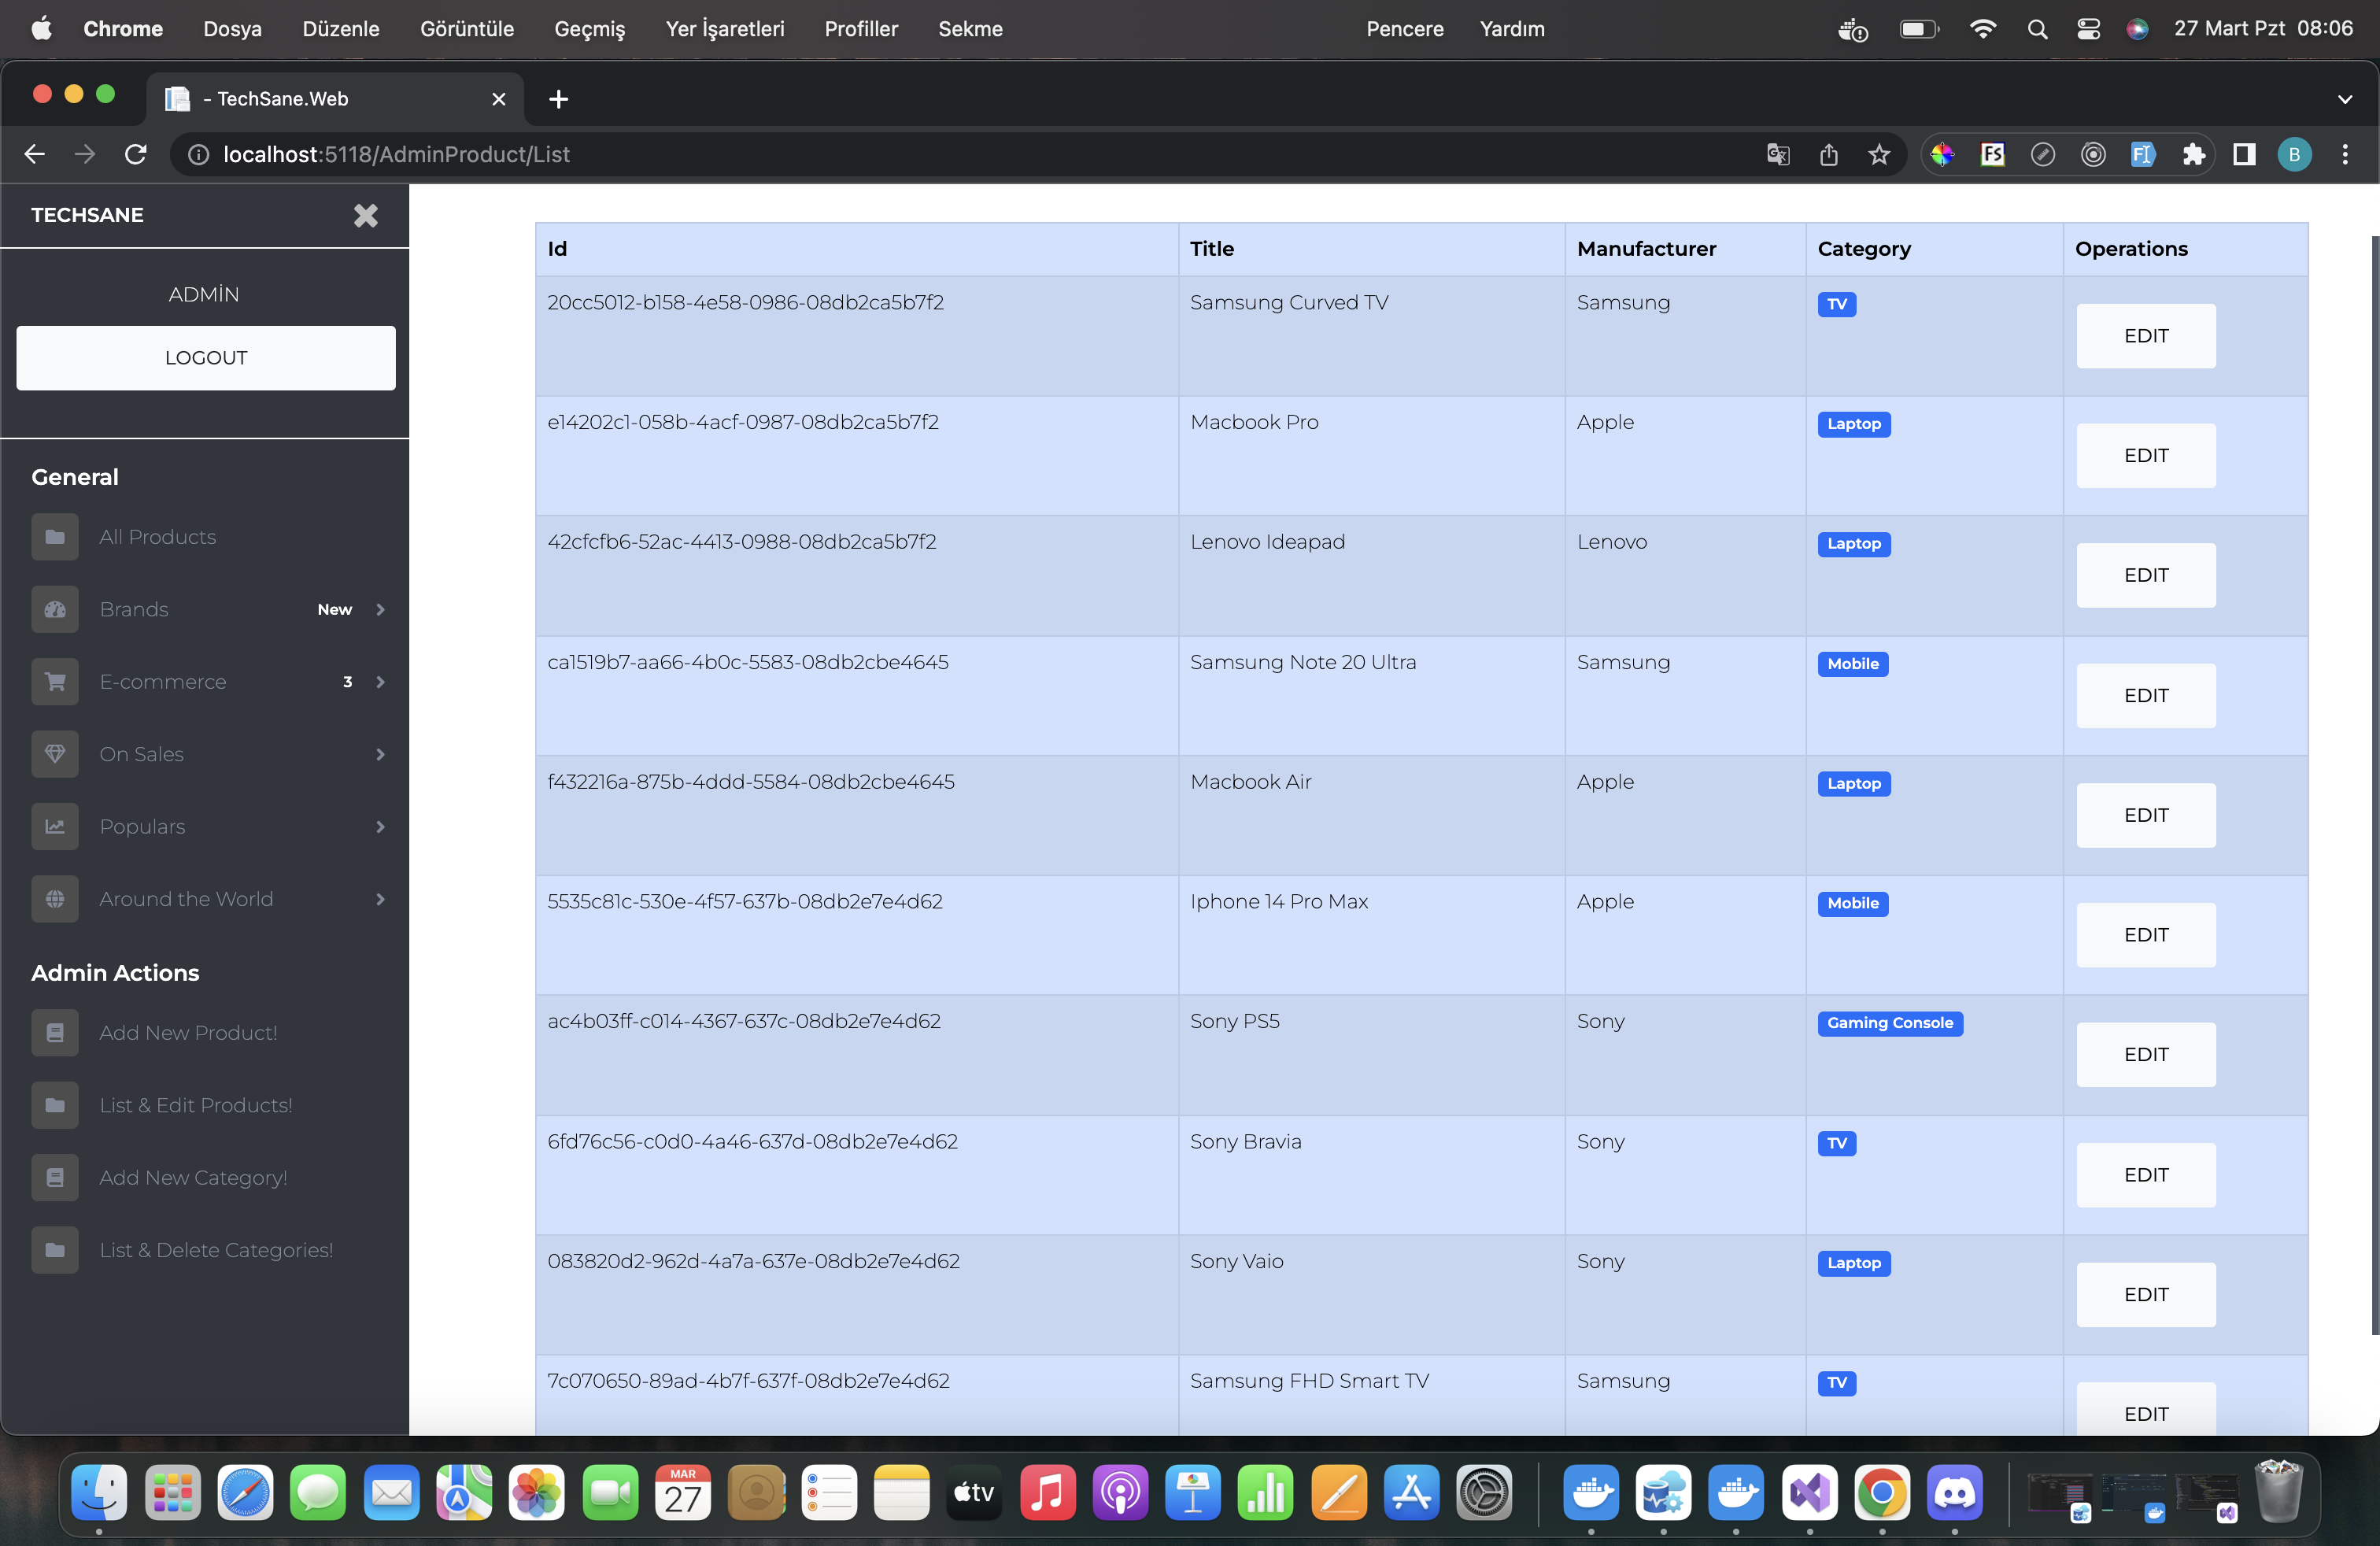 Chrome Dosya Düzenle Görüntüle Geçmiş Yer İşaretleri Profiller Sekme Pencere Yardım 27 Mart Pzt 08:06
- TechSane.Web
localhost:5118/AdminProduct/List
FS
B
TECHSANE
ADMİN
LOGOUT
General
All Products
Brands New
E-commerce 3
On Sales
Populars
Around the World
Admin Actions
Add New Product!
List & Edit Products!
Add New Category!
List & Delete Categories!
Id Title Manufacturer Category Operations
20cc5012-b158-4e58-0986-08db2ca5b7f2 Samsung Curved TV Samsung TV EDIT
e14202c1-058b-4acf-0987-08db2ca5b7f2 Macbook Pro Apple Laptop EDIT
42cfcfb6-52ac-4413-0988-08db2ca5b7f2 Lenovo Ideapad Lenovo Laptop EDIT
ca1519b7-aa66-4b0c-5583-08db2cbe4645 Samsung Note 20 Ultra Samsung Mobile EDIT
f432216a-875b-4ddd-5584-08db2cbe4645 Macbook Air Apple Laptop EDIT
5535c81c-530e-4f57-637b-08db2e7e4d62 Iphone 14 Pro Max Apple Mobile EDIT
ac4b03ff-c014-4367-637c-08db2e7e4d62 Sony PS5 Sony Gaming Console EDIT
6fd76c56-c0d0-4a46-637d-08db2e7e4d62 Sony Bravia Sony TV EDIT
083820d2-962d-4a7a-637e-08db2e7e4d62 Sony Vaio Sony Laptop EDIT
7c070650-89ad-4b7f-637f-08db2e7e4d62 Samsung FHD Smart TV Samsung TV EDIT
MAR
27
tv